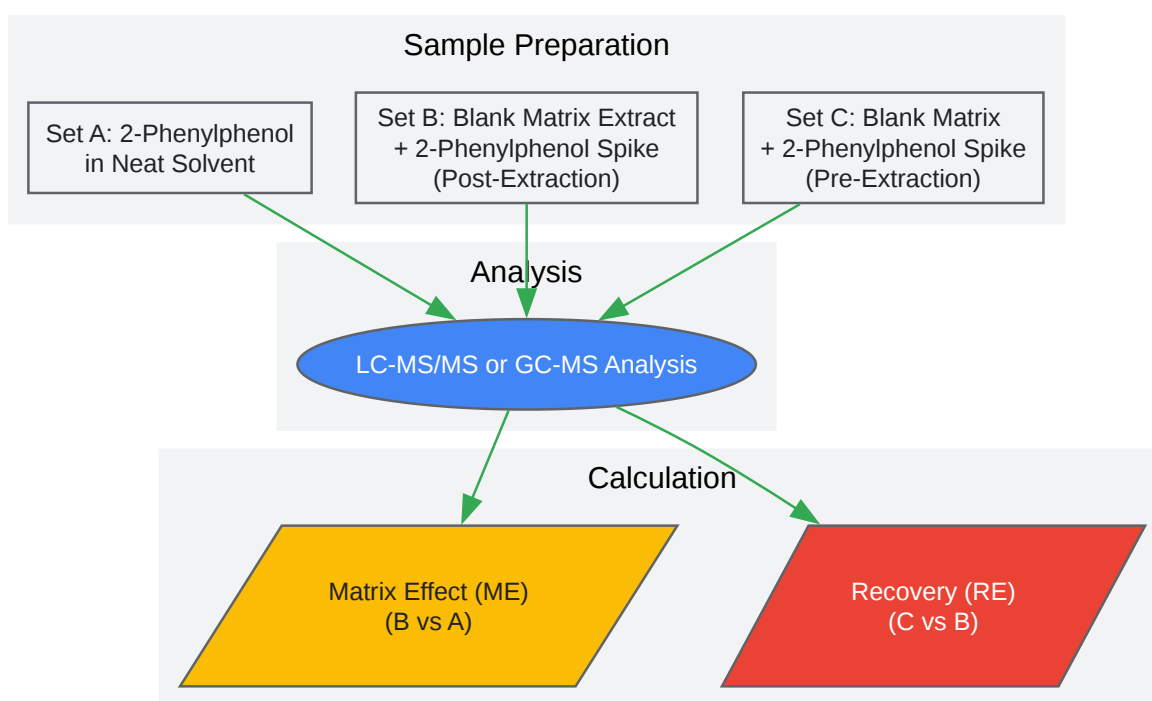 Sample Preparation
Set A: 2-Phenylphenol
in Neat Solvent
Set B: Blank Matrix Extract
+ 2-Phenylphenol Spike
(Post-Extraction)
Set C: Blank Matrix
+ 2-Phenylphenol Spike
(Pre-Extraction)
Analysis
LC-MS/MS or GC-MS Analysis
Calculation
Matrix Effect (ME)
(B vs A)
Recovery (RE)
(C vs B)